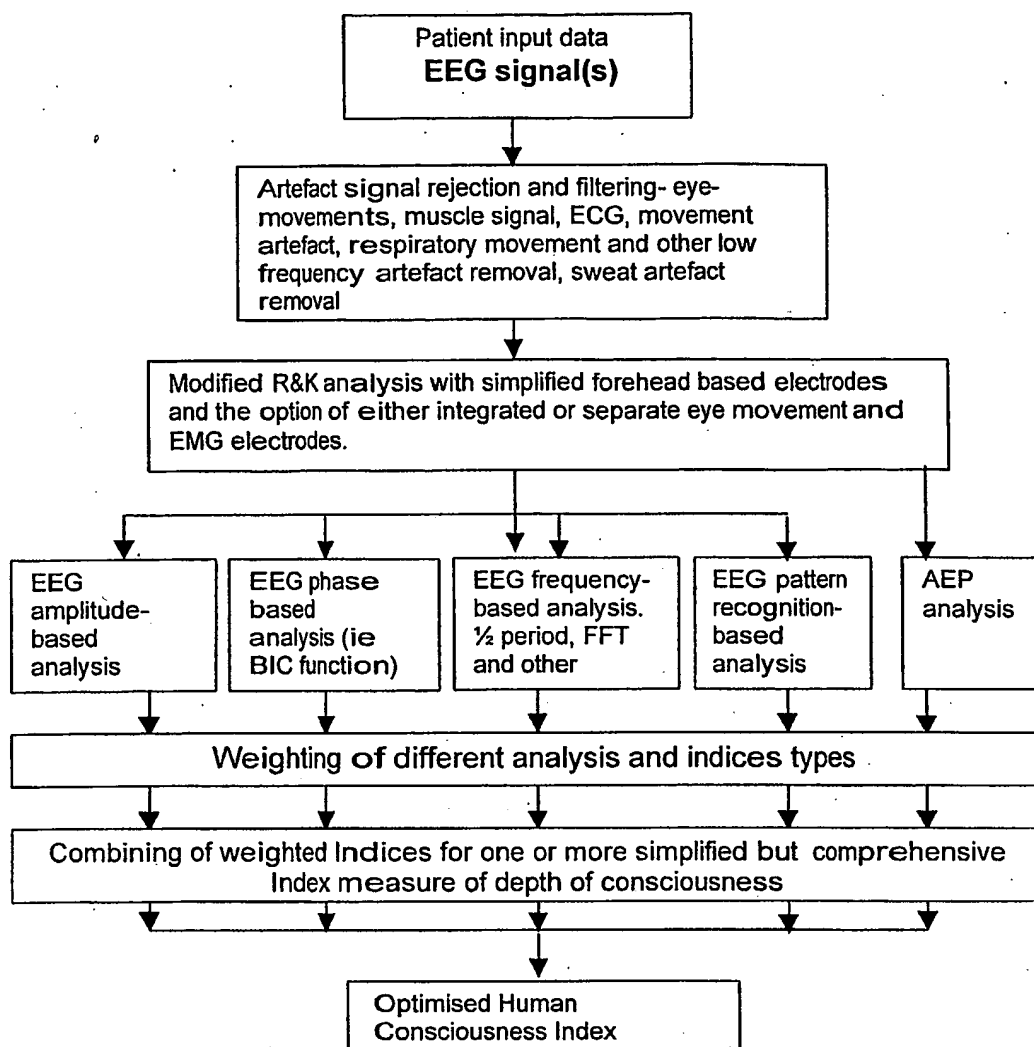 Patient input data
EEG signal(s)
Artefact signal rejection and filtering- eye-
movements, muscle signal, ECG, movement
artefact, respiratory movement and other low
frequency artefact removal, sweat artefact
removal
Modified R&K analysis with simplified forehead based electrodes
and the option of either integrated or separate eye movement and
EMG electrodes.
EEG
amplitude-
based
analysis
EEG phase
based
analysis (ie
BIC function)
EEG frequency-
based analysis.
½ period, FFT
and other
EEG pattern
recognition-
based
analysis
AEP
analysis
Weighting of different analysis and indices types
Combining of weighted Indices for one or more simplified but comprehensive
Index measure of depth of consciousness
Optimised Human
Consciousness Index